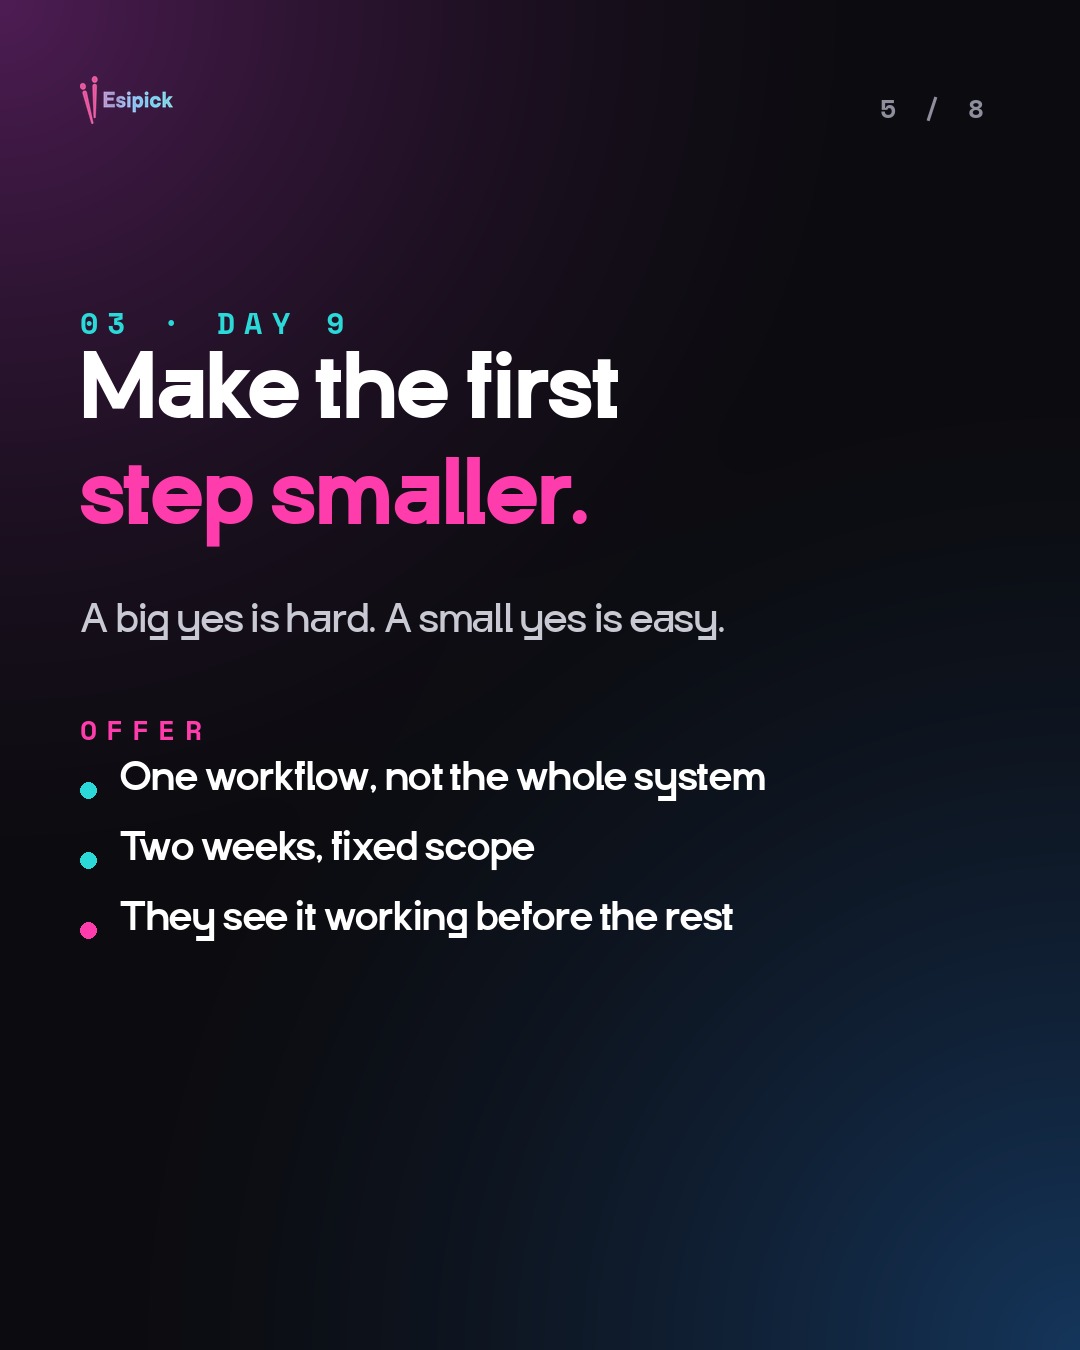 Esipick
5 / 8
03 · DAY 9
Make the first
step smaller.
A big yes is hard. A small yes is easy.
OFFER
One workflow, not the whole system
Two weeks, fixed scope
They see it working before the rest